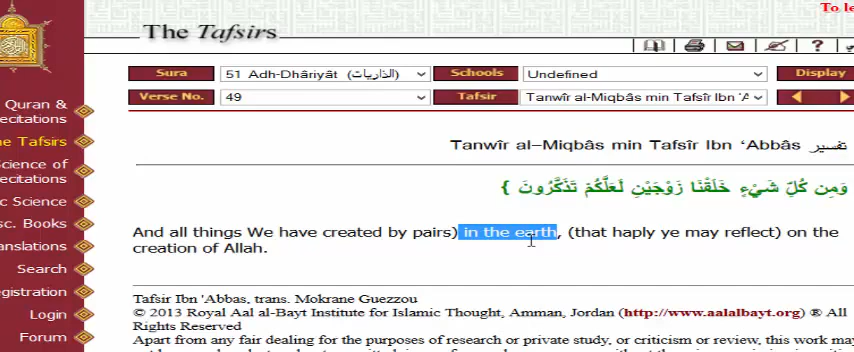 To le
The Tafsirs
Sura 51 Adh-Dhâriyât (الذاريات) Schools Undefined Display
Verse No. 49 Tafsir Tanwîr al-Miqbâs min Tafsîr Ibn 'A
Quran &
ecitations
e Tafsirs
cience of
ecitations
c Science
sc. Books
anslations
Search
gistration
Login
Forum
Tanwîr al-Miqbâs min Tafsîr Ibn ‘Abbâs تفسير
وَمِن كُلِّ شَيْءٍ خَلَقْنَا زَوْجَيْنِ لَعَلَّكُمْ تَذَكَّرُونَ {
And all things We have created by pairs) in the earth, (that haply ye may reflect) on the
creation of Allah.
Tafsir Ibn 'Abbas, trans. Mokrane Guezzou
© 2013 Royal Aal al-Bayt Institute for Islamic Thought, Amman, Jordan (http://www.aalalbayt.org) ® All
Rights Reserved
Apart from any fair dealing for the purposes of research or private study, or criticism or review, this work may